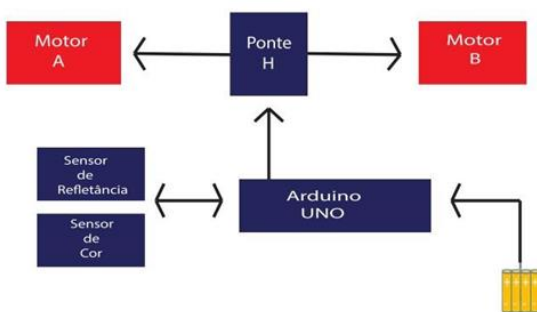 Motor
A
Ponte
H
Motor
B
Sensor
de
Refletância
Sensor
de
Cor
Arduino
UNO